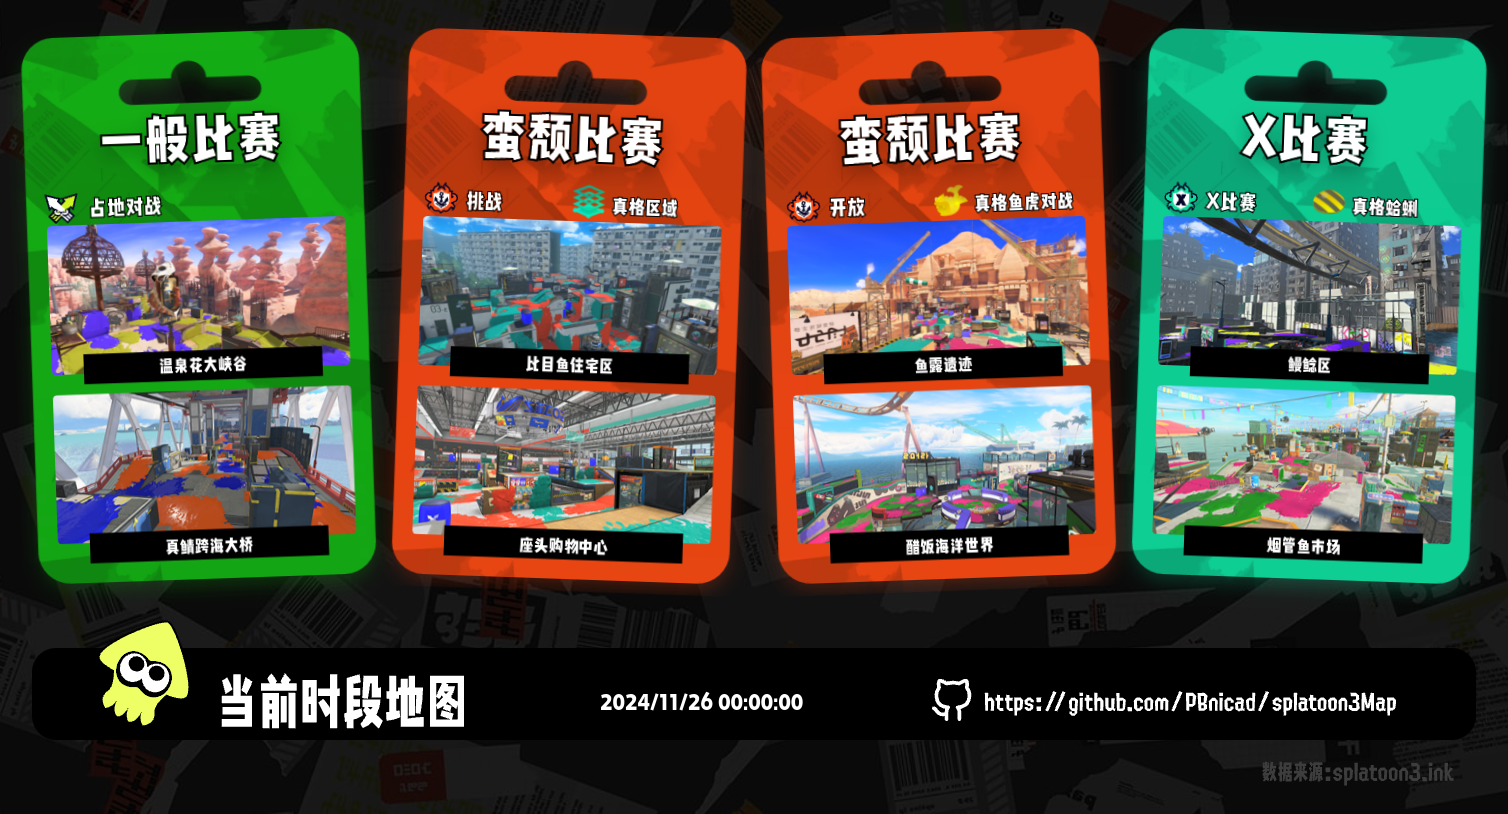 一般比赛
占地对战
温泉花大峡谷
真鲭跨海大桥
蛮颓比赛
挑战
真格区域
比目鱼住宅区
座头购物中心
蛮颓比赛
开放
真格鱼虎对战
鱼露遗迹
醋饭海洋世界
X比赛
X比赛
真格蛤蜊
鳗鲶区
烟管鱼市场
当前时段地图
2024/11/26 00:00:00
https://github.com/PBnicad/splatoon3Map
数据来源:splatoon3.ink